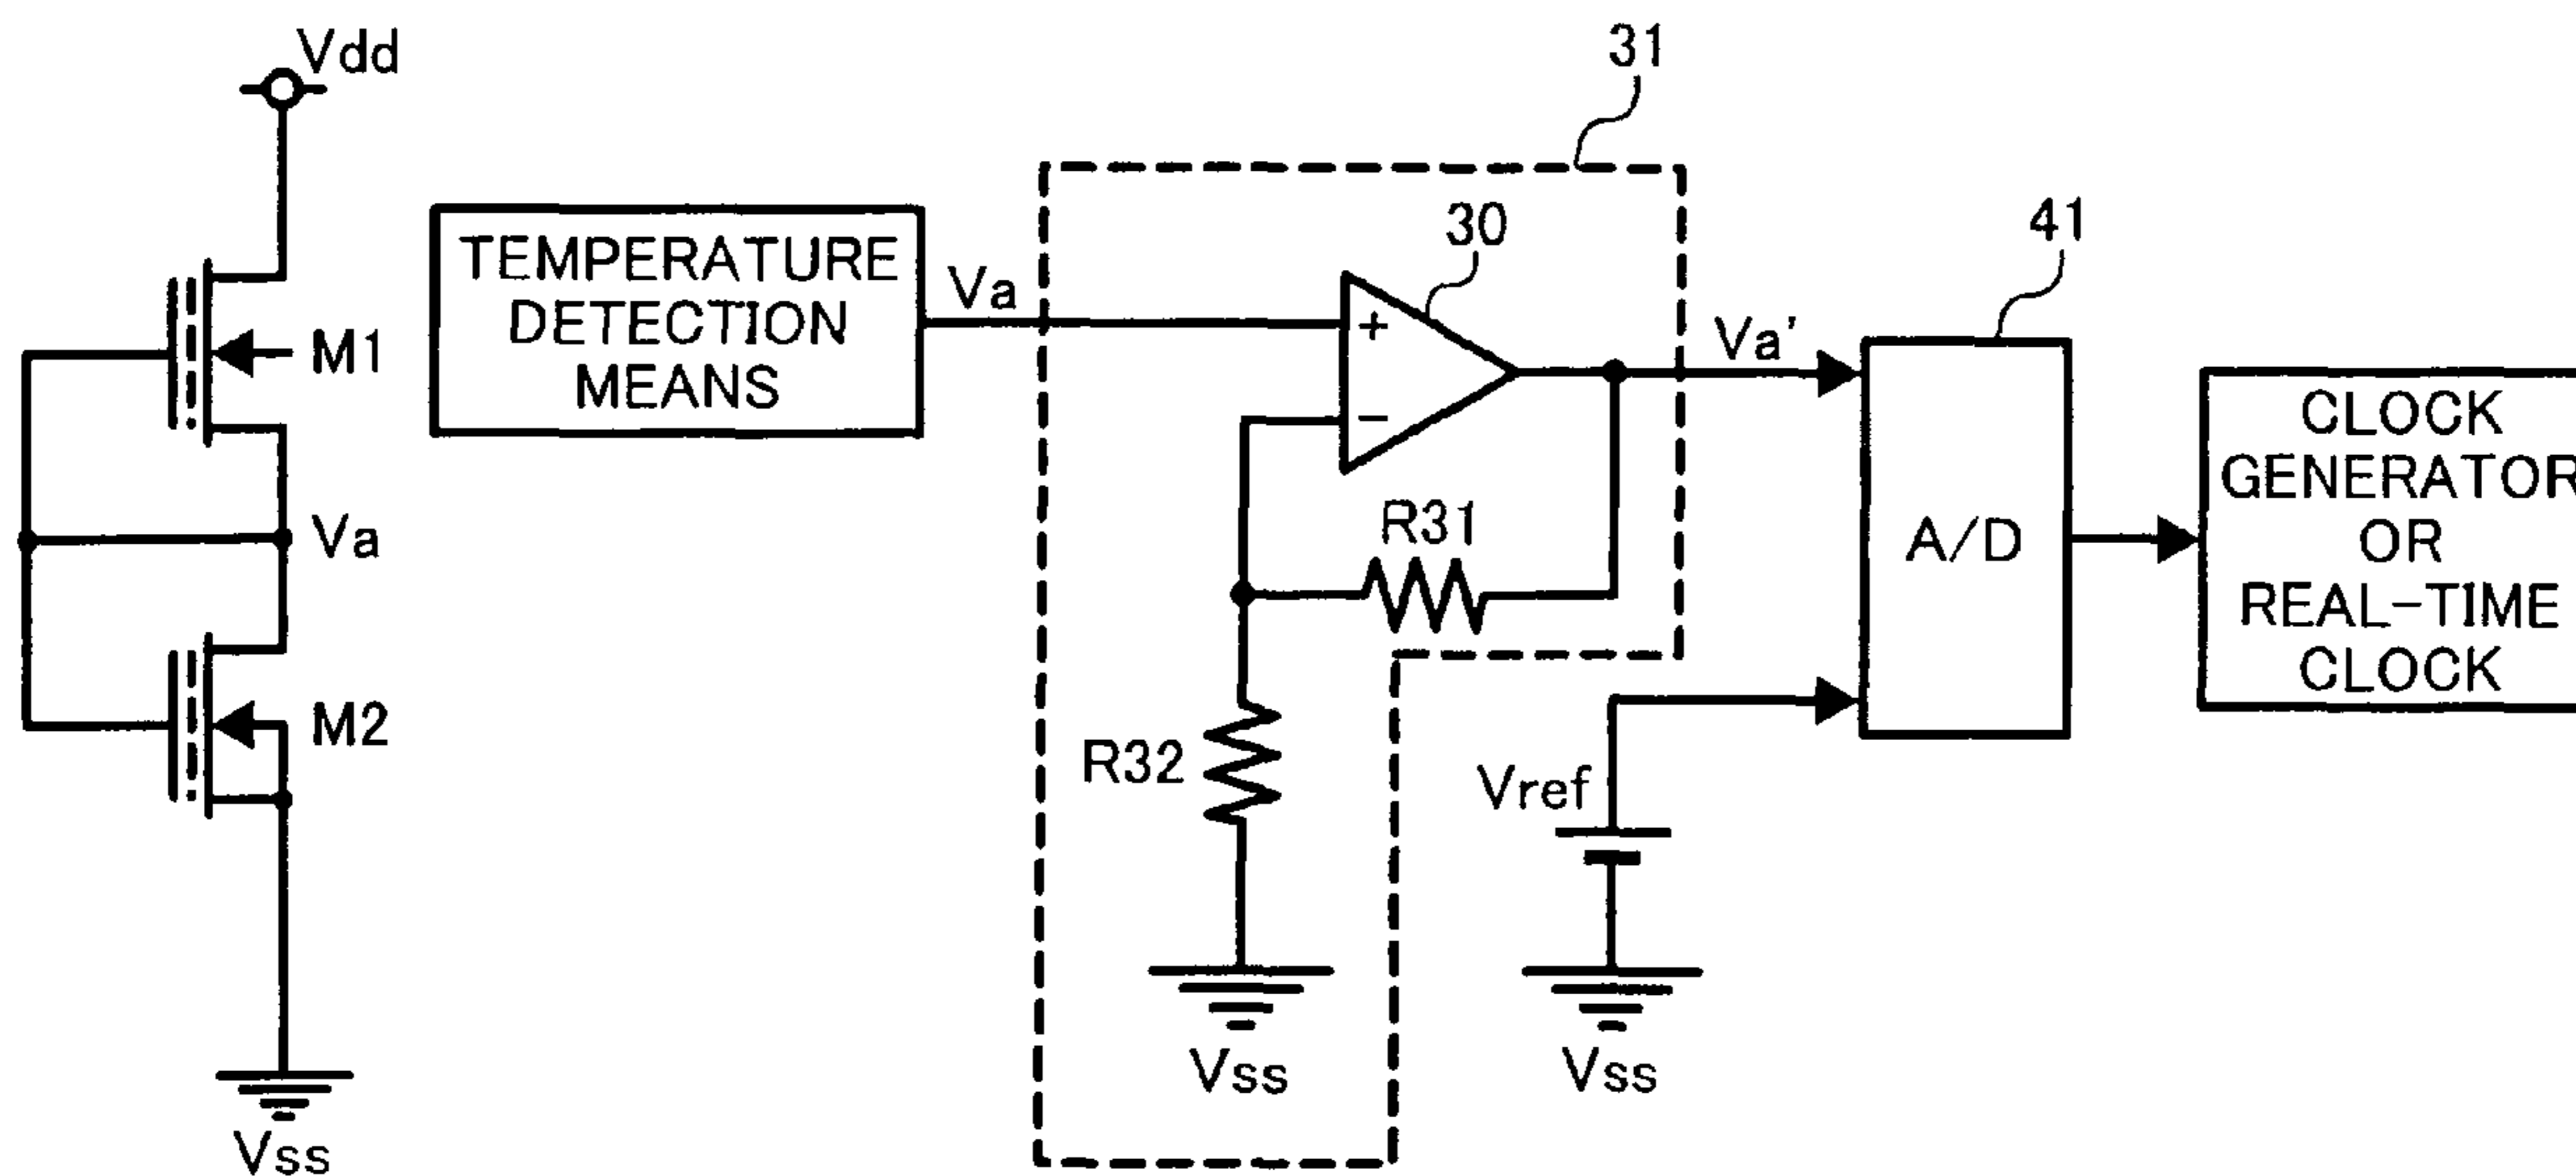 Vdd
M1
Va
M2
Vss
TEMPERATURE
DETECTION
MEANS
Va
31
30
+
−
R31
R32
Vss
Va'
Vref
Vss
41
A/D
CLOCK
GENERATOR
OR
REAL-TIME
CLOCK